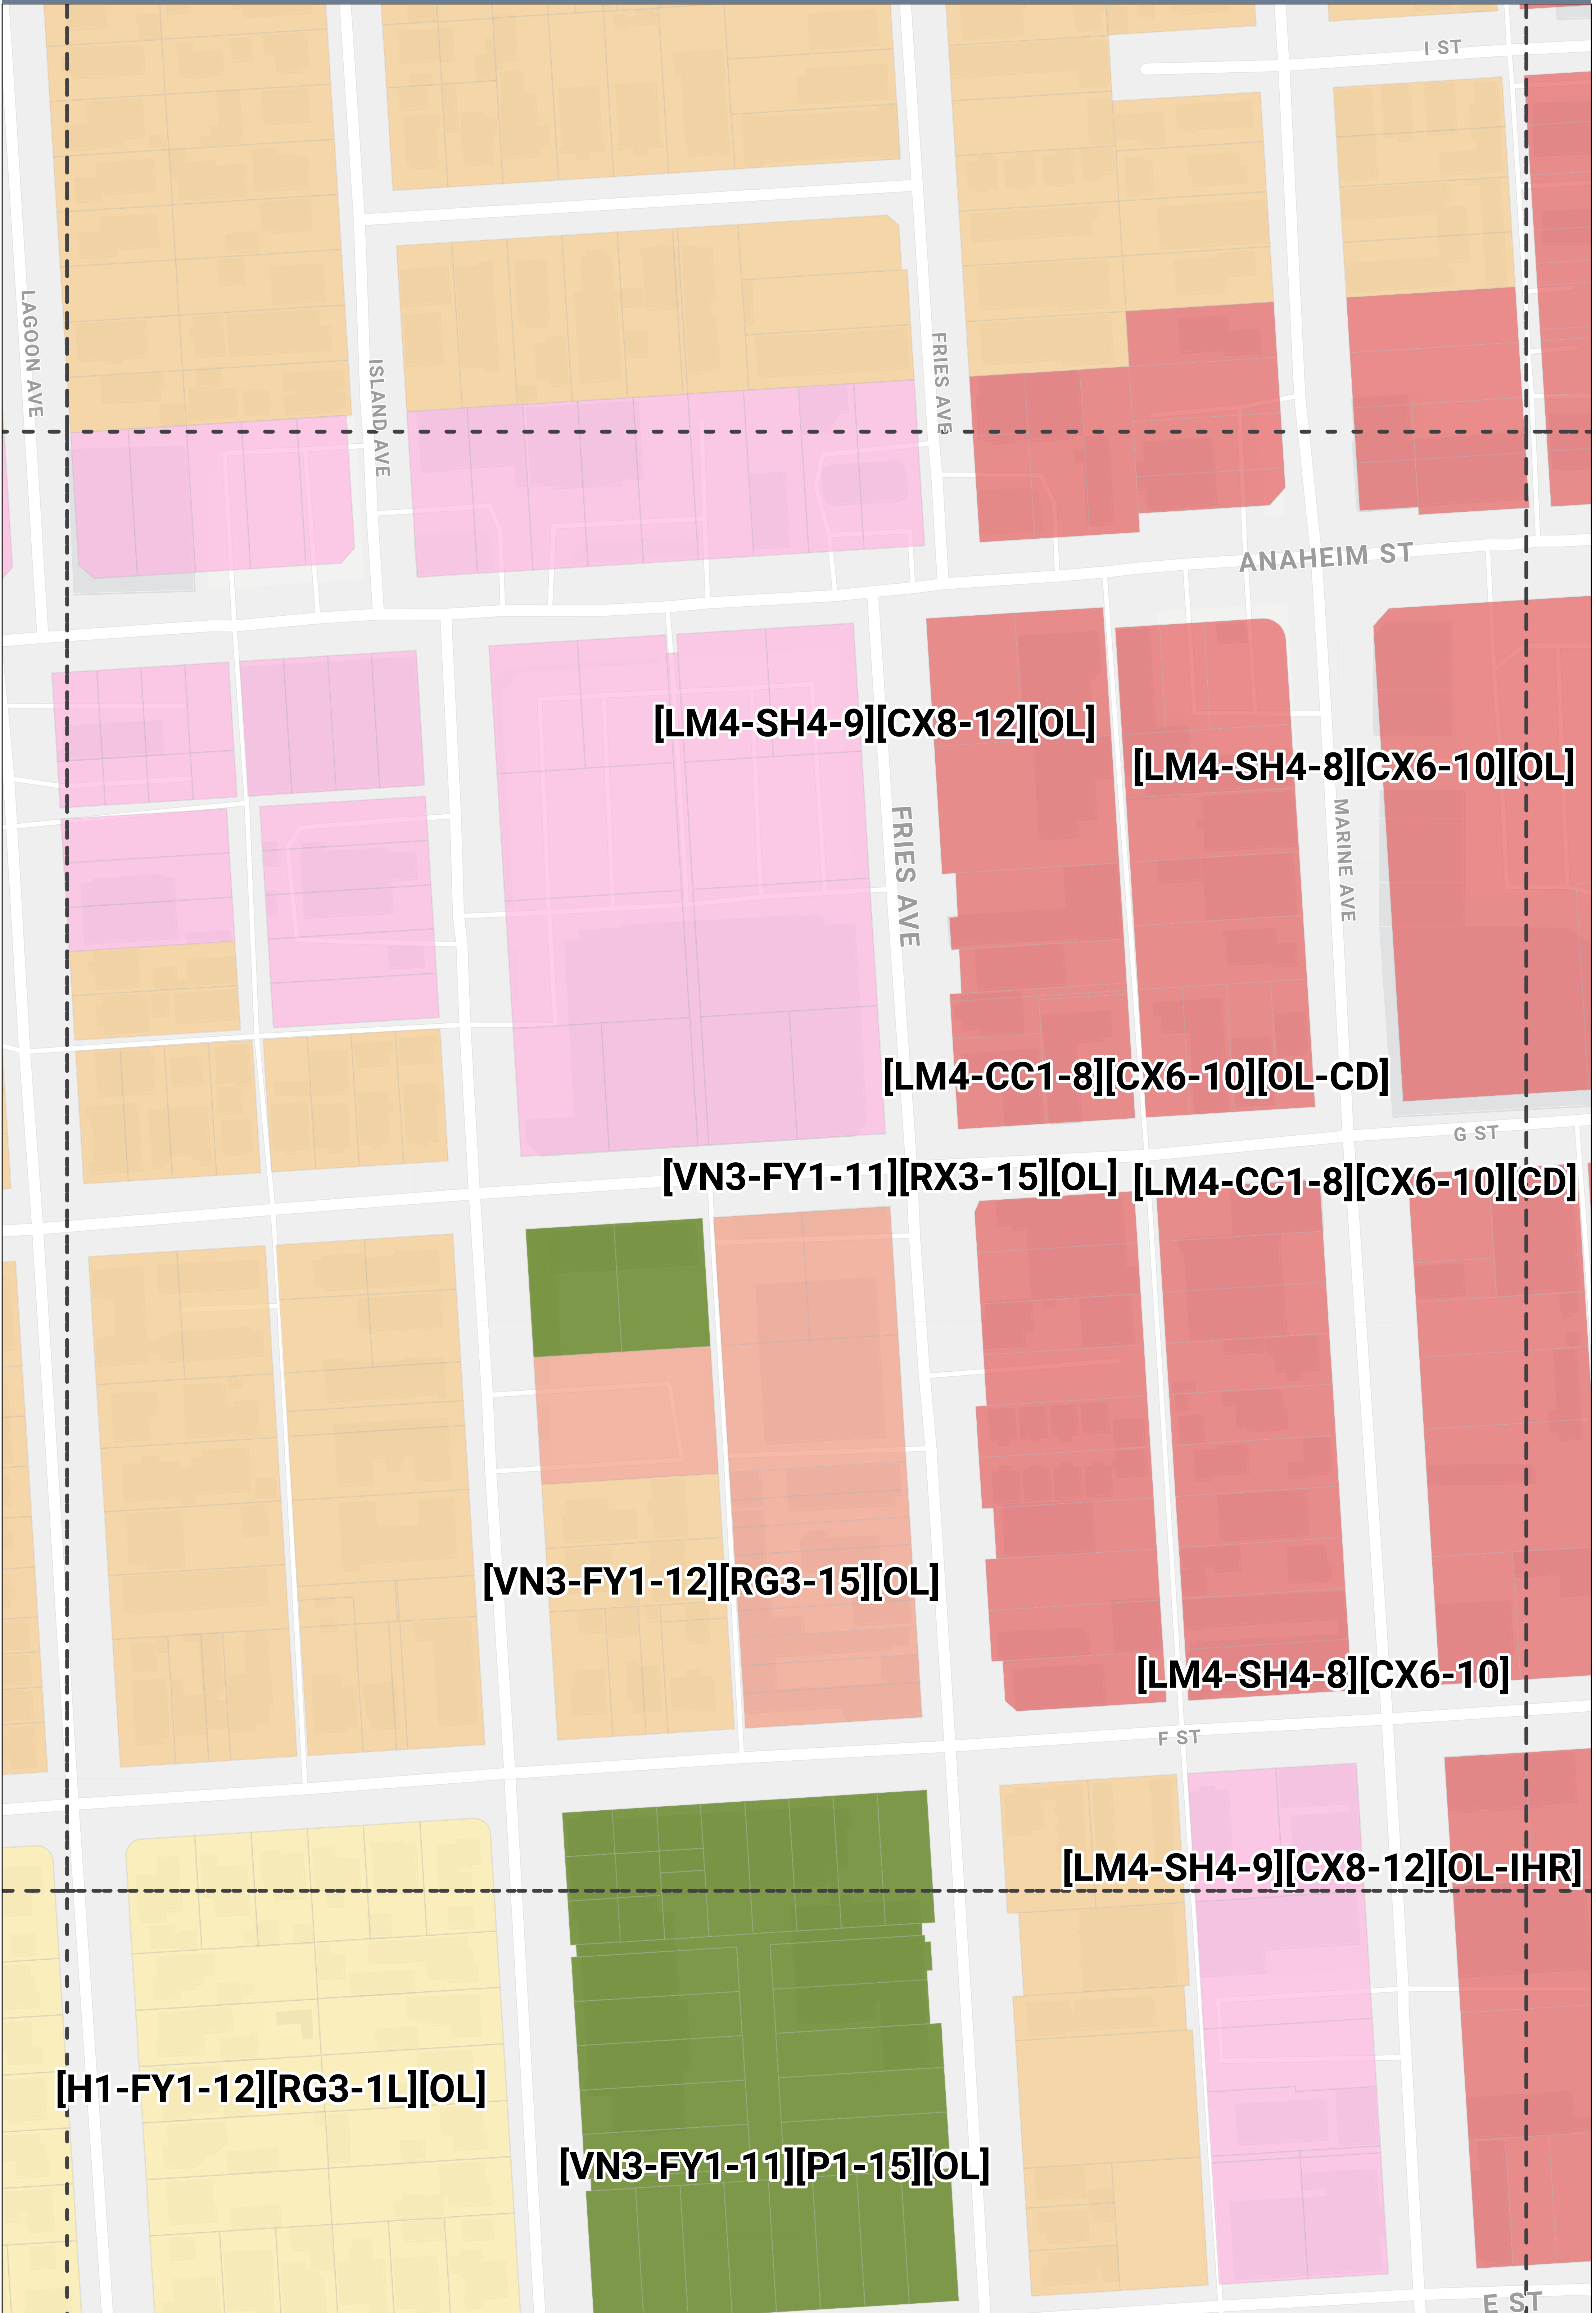 I ST
LAGOON AVE
ISLAND AVE
FRIES AVE
ANAHEIM ST
[LM4-SH4-9][CX8-12][OL]
[LM4-SH4-8][CX6-10][OL]
FRIES AVE
MARINE AVE
[LM4-CC1-8][CX6-10][OL-CD]
G ST
[VN3-FY1-11][RX3-15][OL]
[LM4-CC1-8][CX6-10][CD]
[VN3-FY1-12][RG3-15][OL]
[LM4-SH4-8][CX6-10]
F ST
[LM4-SH4-9][CX8-12][OL-IHR]
[H1-FY1-12][RG3-1L][OL]
[VN3-FY1-11][P1-15][OL]
E ST